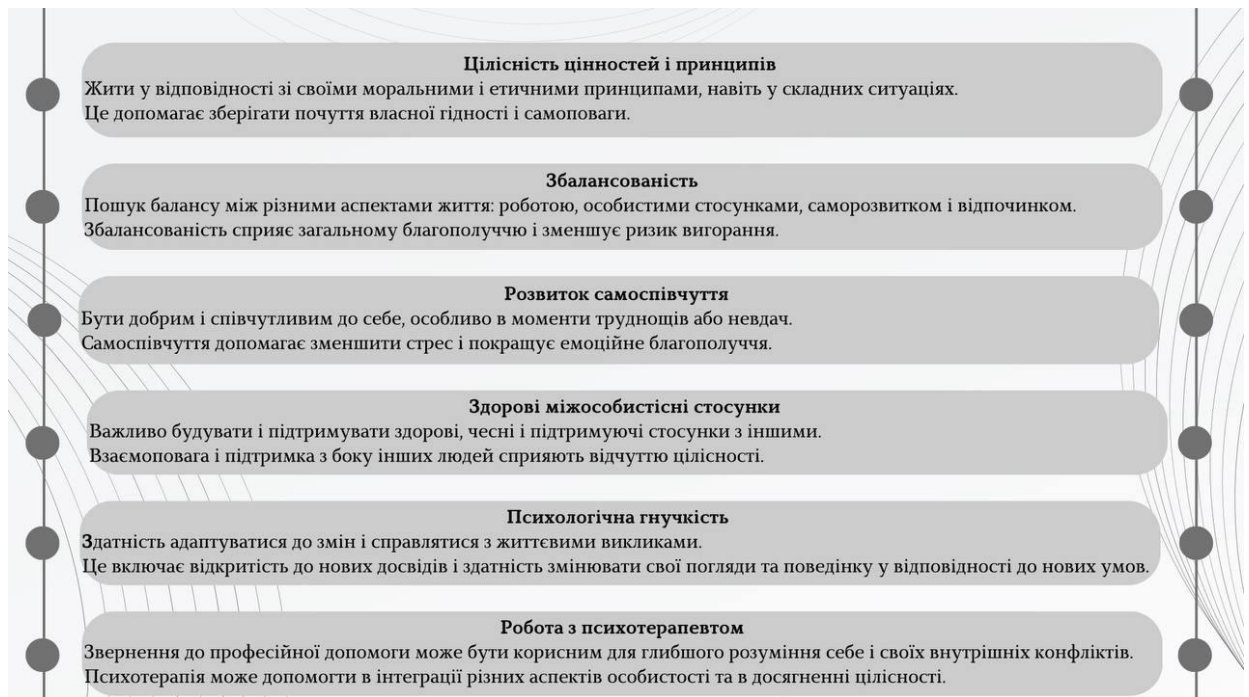 Цілісність цінностей і принципів
Жити у відповідності зі своїми моральними і етичними принципами, навіть у складних ситуаціях.
Це допомагає зберігати почуття власної гідності і самоповаги.
Збалансованість
Пошук балансу між різними аспектами життя: роботою, особистими стосунками, саморозвитком і відпочинком.
Збалансованість сприяє загальному благополуччю і зменшує ризик вигорання.
Розвиток самоспівчуття
Бути добрим і співчутливим до себе, особливо в моменти труднощів або невдач.
Самоспівчуття допомагає зменшити стрес і покращує емоційне благополуччя.
Здорові міжособистісні стосунки
Важливо будувати і підтримувати здорові, чесні і підтримуючі стосунки з іншими.
Взаємоповага і підтримка з боку інших людей сприяють відчуттю цілісності.
Психологічна гнучкість
Здатність адаптуватися до змін і справлятися з життєвими викликами.
Це включає відкритість до нових досвідів і здатність змінювати свої погляди та поведінку у відповідності до нових умов.
Робота з психотерапевтом
Звернення до професійної допомоги може бути корисним для глибшого розуміння себе і своїх внутрішніх конфліктів.
Психотерапія може допомогти в інтеграції різних аспектів особистості та в досягненні цілісності.